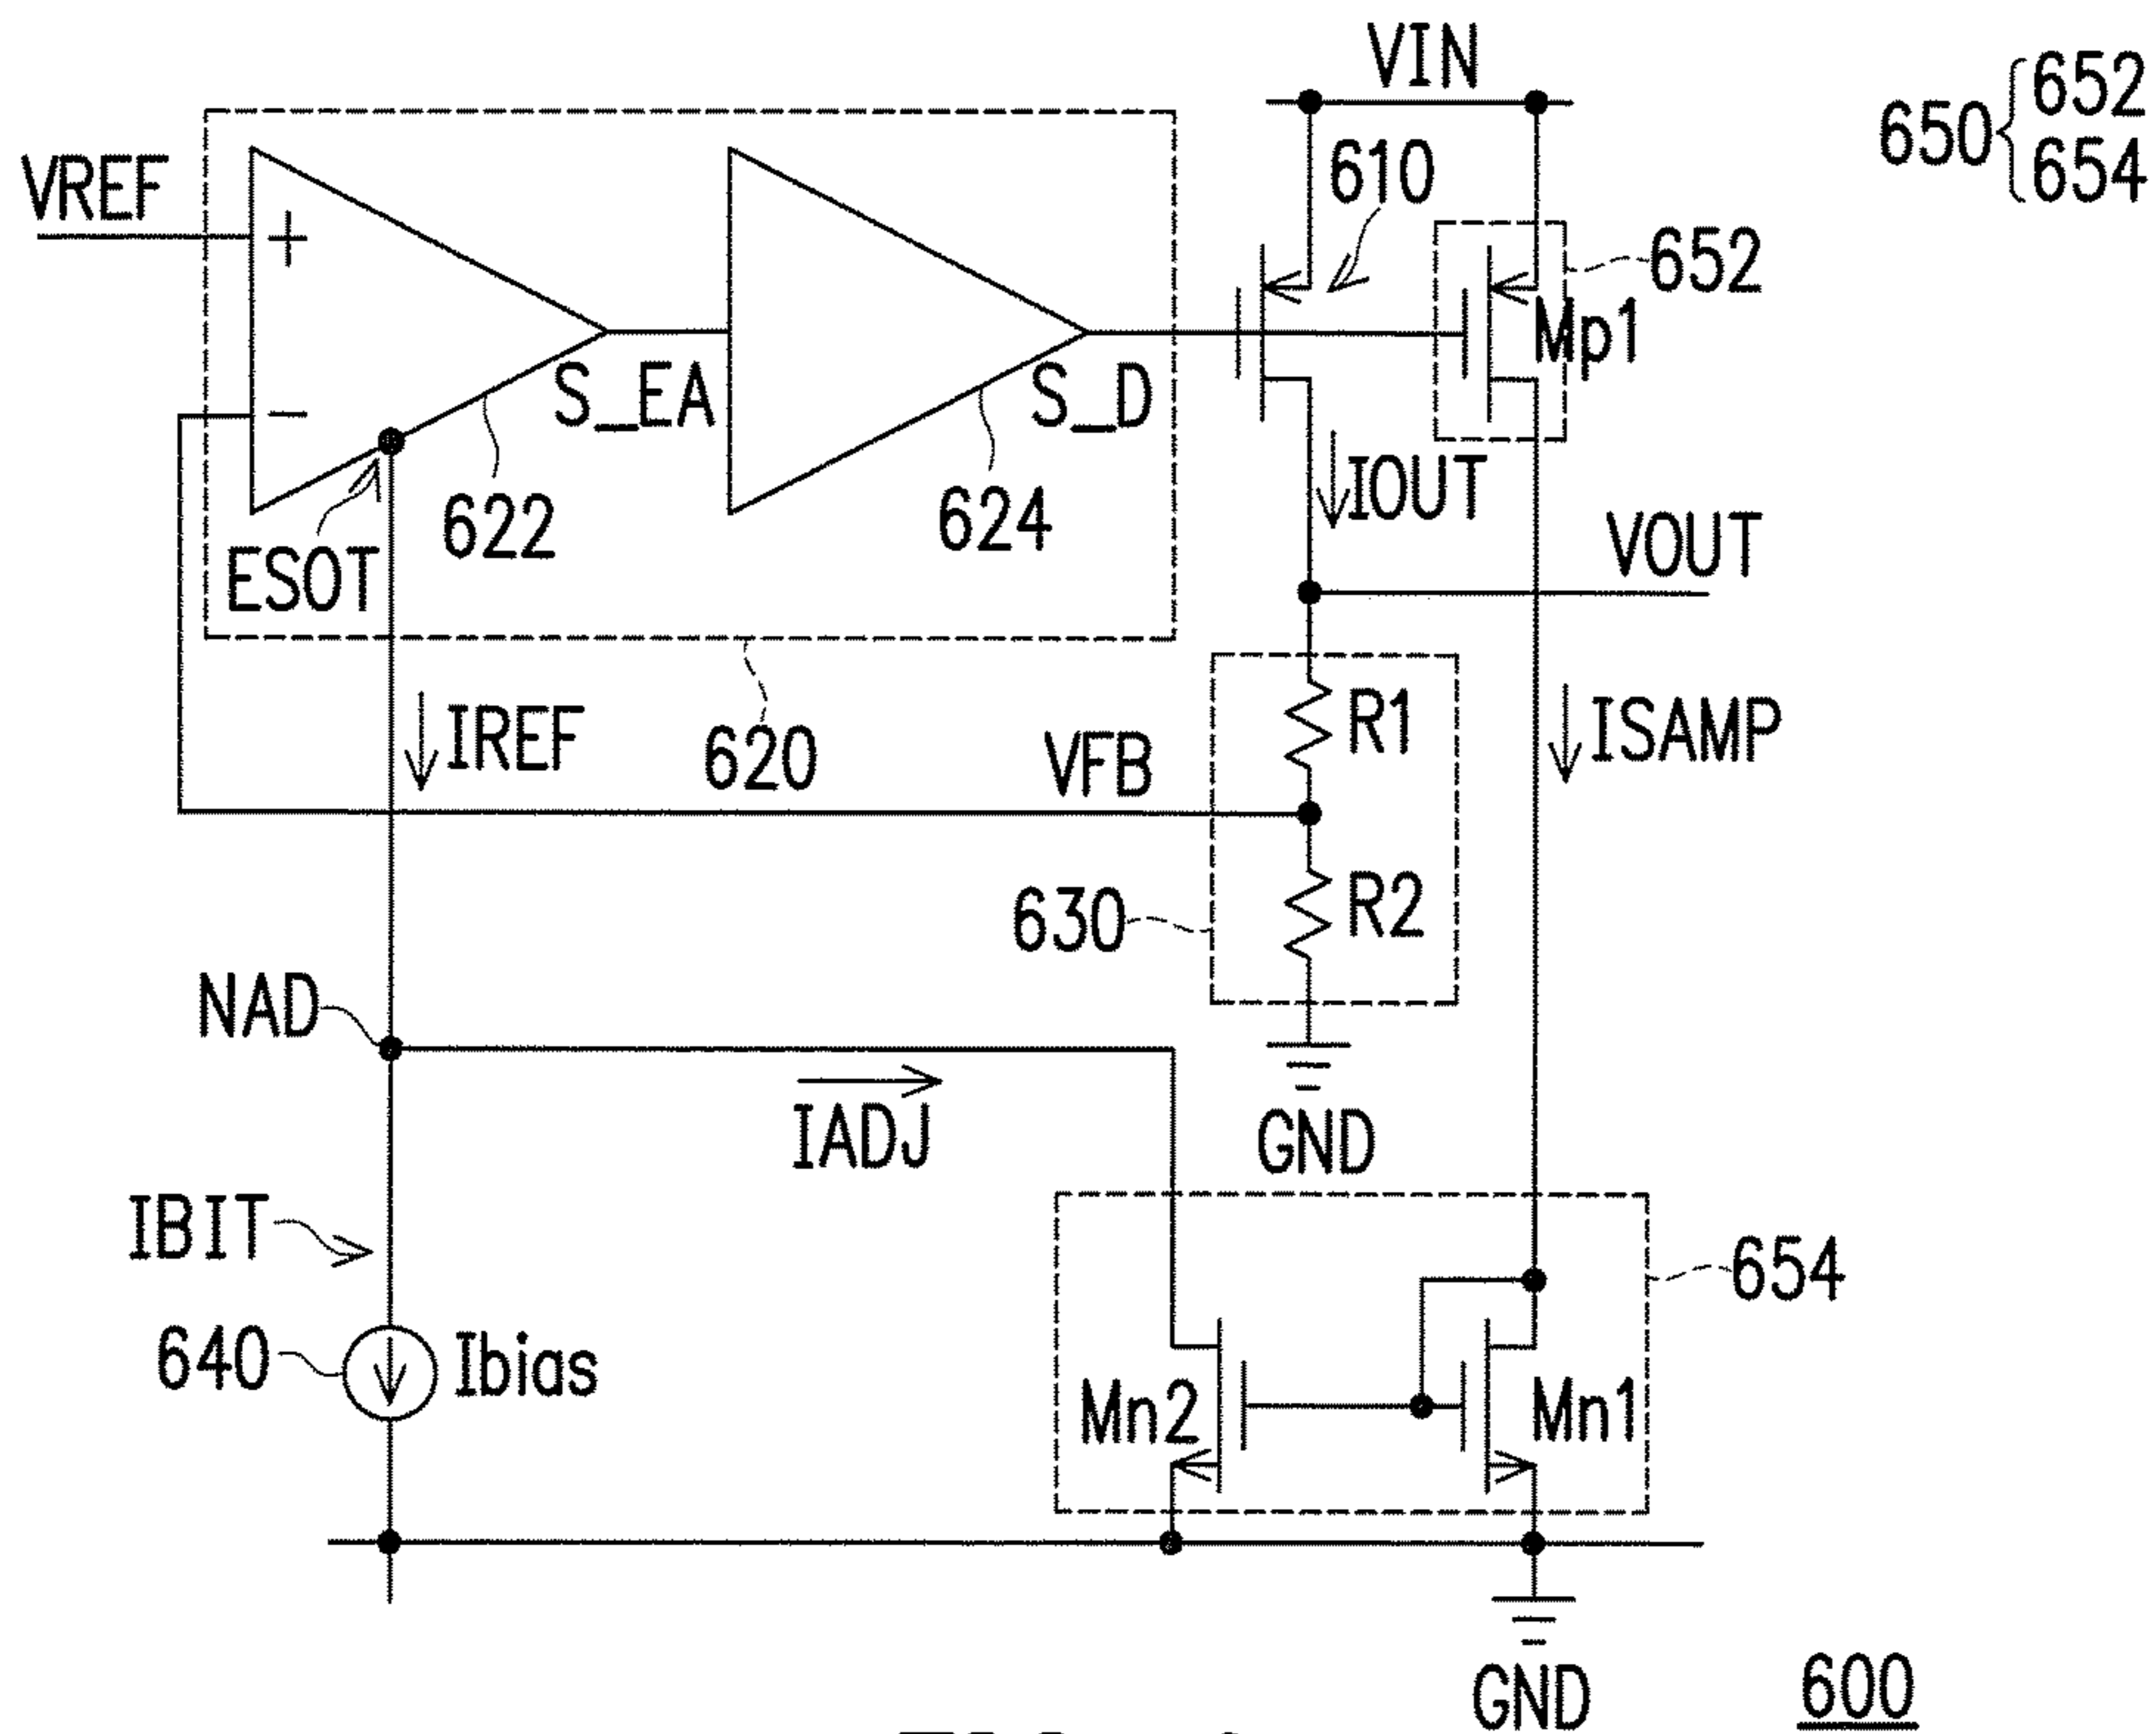 VIN
650 { 652
654
VREF
+
610
652
Mp1
S_EA
S_D
−
IOUT
622
624
ESOT
VOUT
R1
IREF
ISAMP
620
VFB
R2
630
NAD
IADJ
GND
IBIT
654
640
Ibias
Mn2
Mn1
GND
600